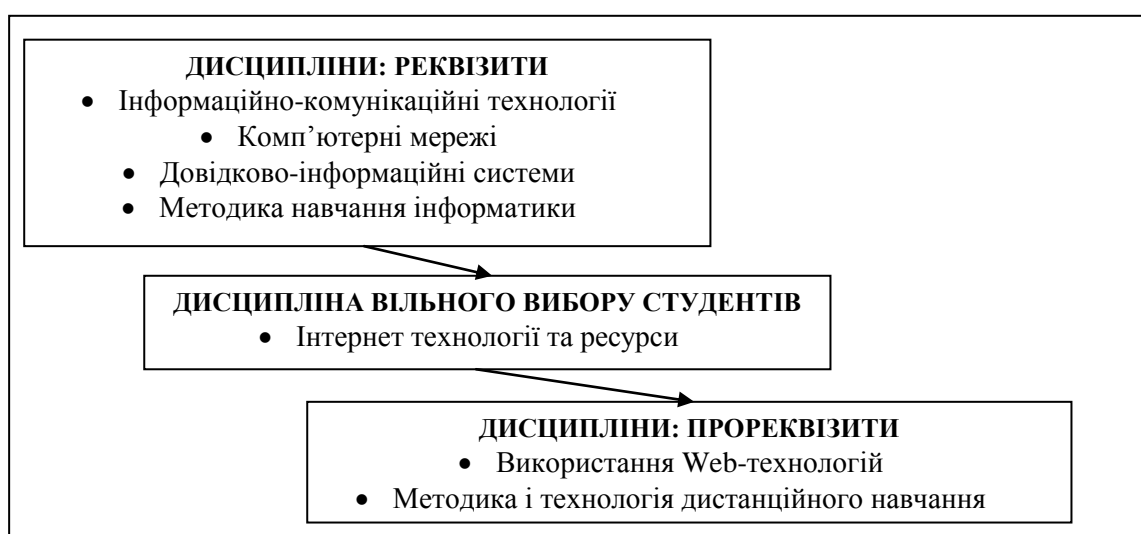 ДИСЦИПЛІНИ: РЕКВІЗИТИ
• Інформаційно-комунікаційні технології
• Комп’ютерні мережі
• Довідково-інформаційні системи
• Методика навчання інформатики
ДИСЦИПЛІНА ВІЛЬНОГО ВИБОРУ СТУДЕНТІВ
• Інтернет технології та ресурси
ДИСЦИПЛІНИ: ПРОРЕКВІЗИТИ
• Використання Web-технологій
• Методика і технологія дистанційного навчання